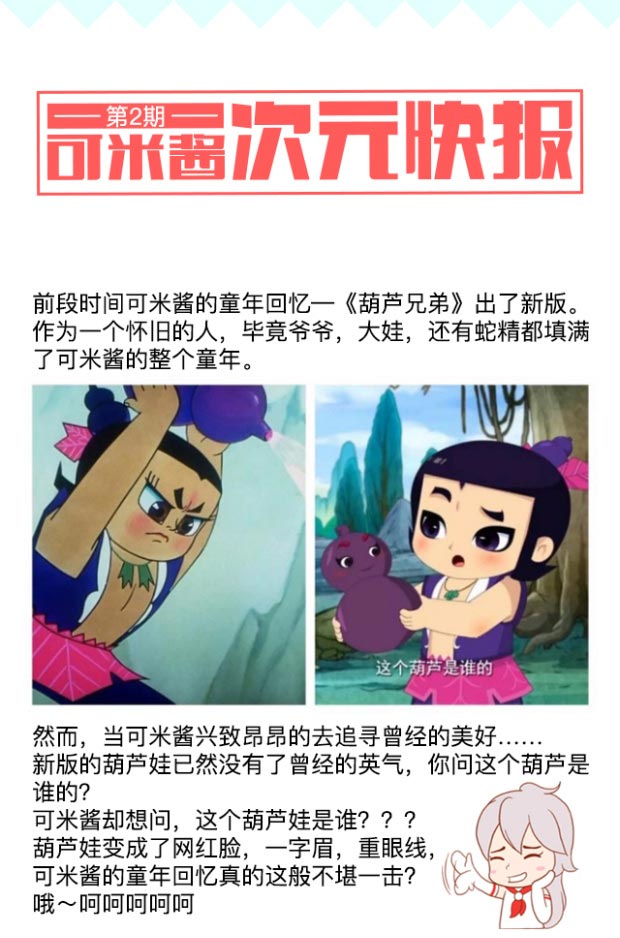 第2期
可米酱次元快报
前段时间可米酱的童年回忆—《葫芦兄弟》出了新版。
作为一个怀旧的人，毕竟爷爷，大娃，还有蛇精都填满
了可米酱的整个童年。
这个葫芦是谁的
然而，当可米酱兴致昂昂的去追寻曾经的美好……
新版的葫芦娃已然没有了曾经的英气，你问这个葫芦是
谁的？
可米酱却想问，这个葫芦娃是谁？？？
葫芦娃变成了网红脸，一字眉，重眼线，
可米酱的童年回忆真的这般不堪一击？
哦～呵呵呵呵呵